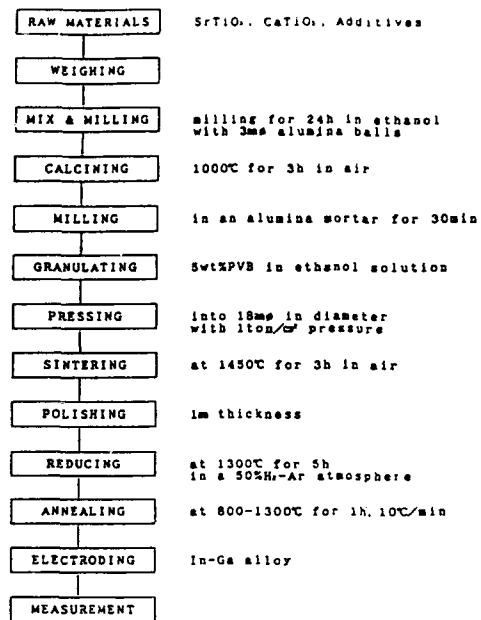 RAW MATERIALS SrTiO₃, CaTiO₃, Additives
WEIGHING
MIX & MILLING milling for 24h in ethanol
with 3mmø alumina balls
CALCINING 1000℃ for 3h in air
MILLING in an alumina mortar for 30min
GRANULATING 5wt%PVB in ethanol solution
PRESSING into 18mmø in diameter
with 1ton/㎠ pressure
SINTERING at 1450℃ for 3h in air
POLISHING 1mm thickness
REDUCING at 1300℃ for 5h
in a 50%H₂-Ar atmosphere
ANNEALING at 800-1300℃ for 1h, 10℃/min
ELECTRODING In-Ga alloy
MEASUREMENT